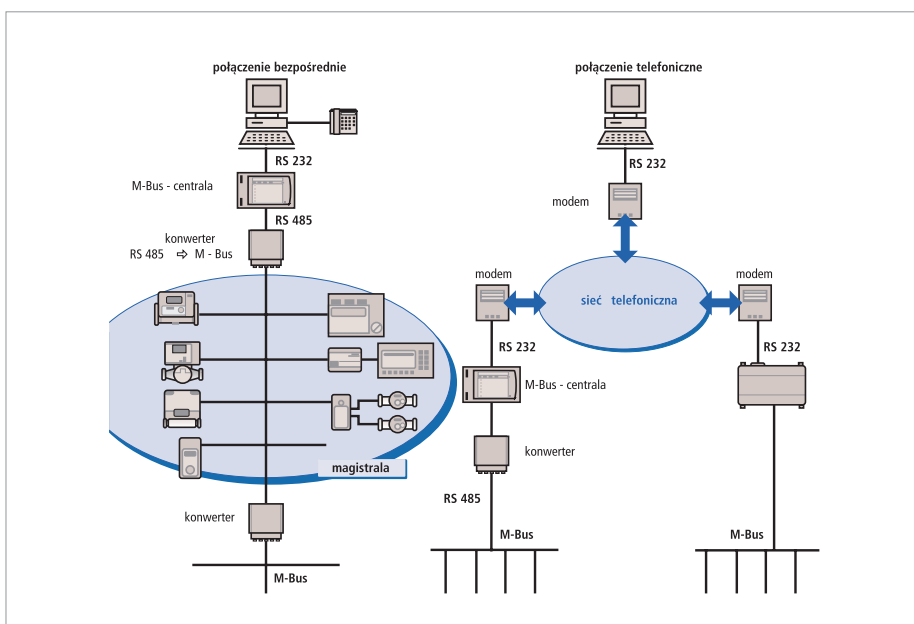 połączenie bezpośrednie
RS 232
M-Bus - centrala
RS 485
konwerter
RS 485 ⇨ M - Bus
magistrala
konwerter
M-Bus
połączenie telefoniczne
RS 232
modem
sieć telefoniczna
modem
RS 232
M-Bus - centrala
konwerter
RS 485
M-Bus
modem
RS 232
M-Bus